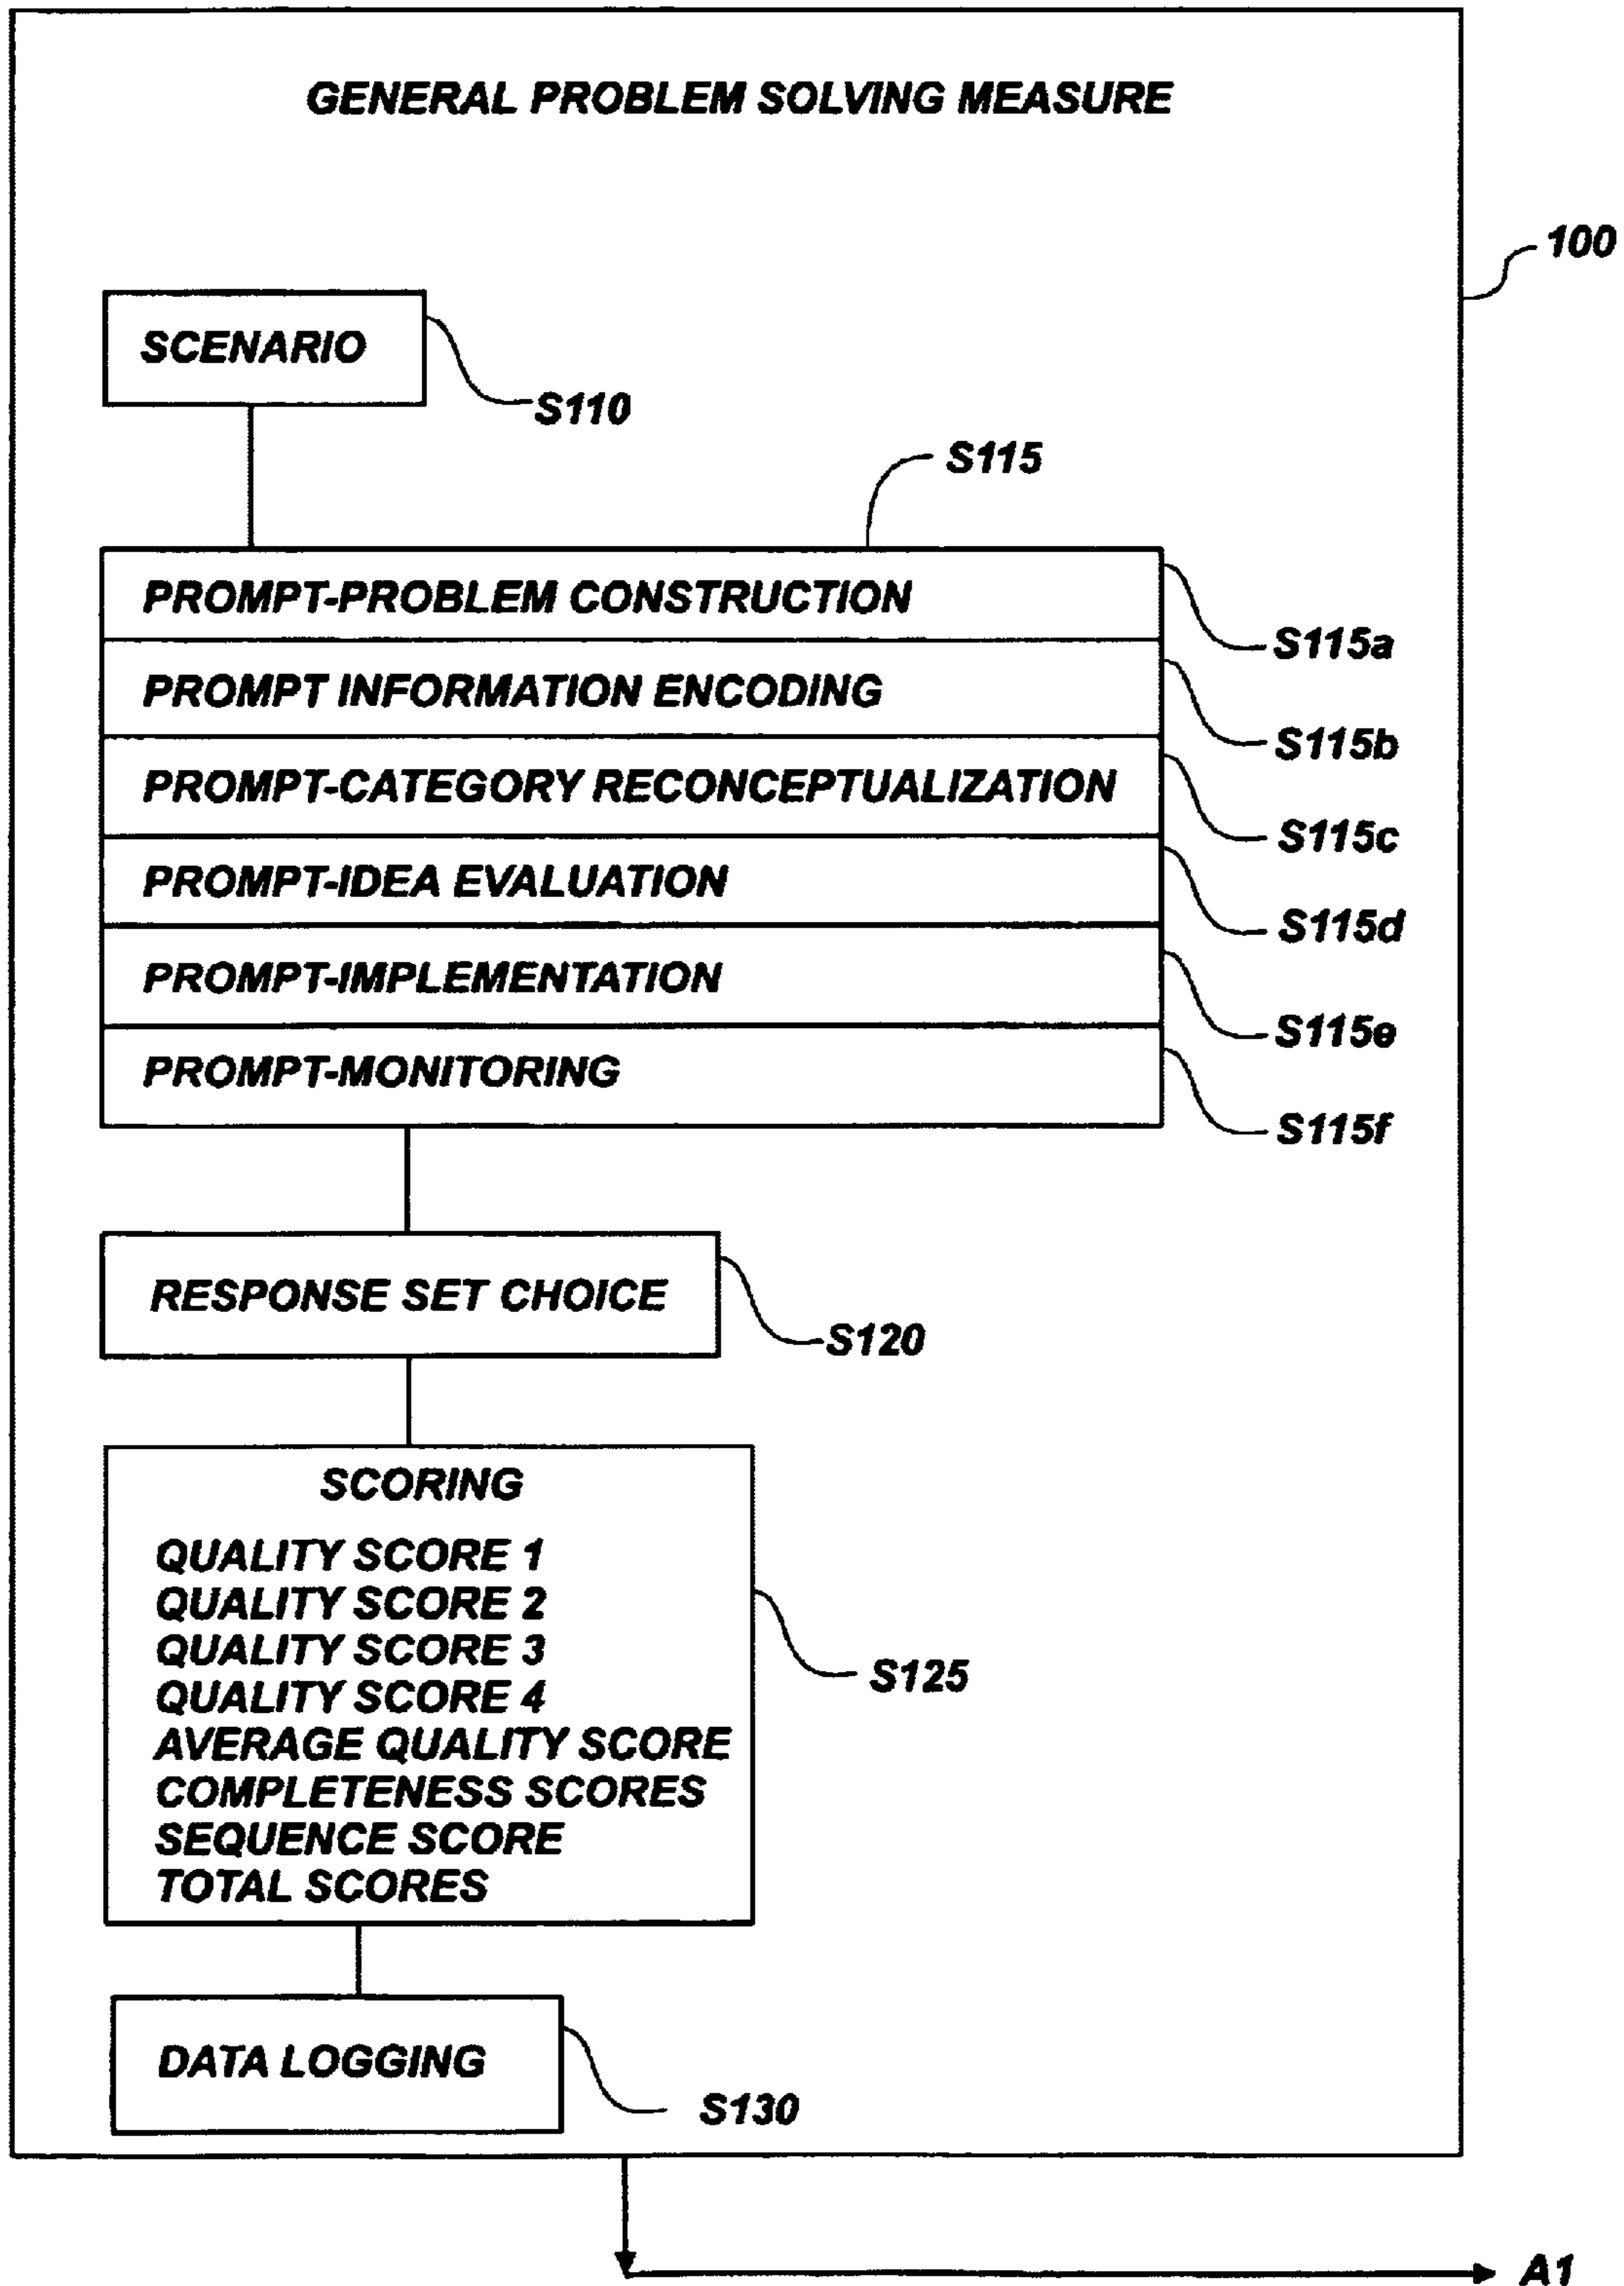 GENERAL PROBLEM SOLVING MEASURE
100
SCENARIO
S110
S115
PROMPT-PROBLEM CONSTRUCTION
S115a
PROMPT INFORMATION ENCODING
S115b
PROMPT-CATEGORY RECONCEPTUALIZATION
S115c
PROMPT-IDEA EVALUATION
S115d
PROMPT-IMPLEMENTATION
S115e
PROMPT-MONITORING
S115f
RESPONSE SET CHOICE
S120
SCORING
QUALITY SCORE 1
QUALITY SCORE 2
QUALITY SCORE 3
QUALITY SCORE 4
AVERAGE QUALITY SCORE
COMPLETENESS SCORES
SEQUENCE SCORE
TOTAL SCORES
S125
DATA LOGGING
S130
A1